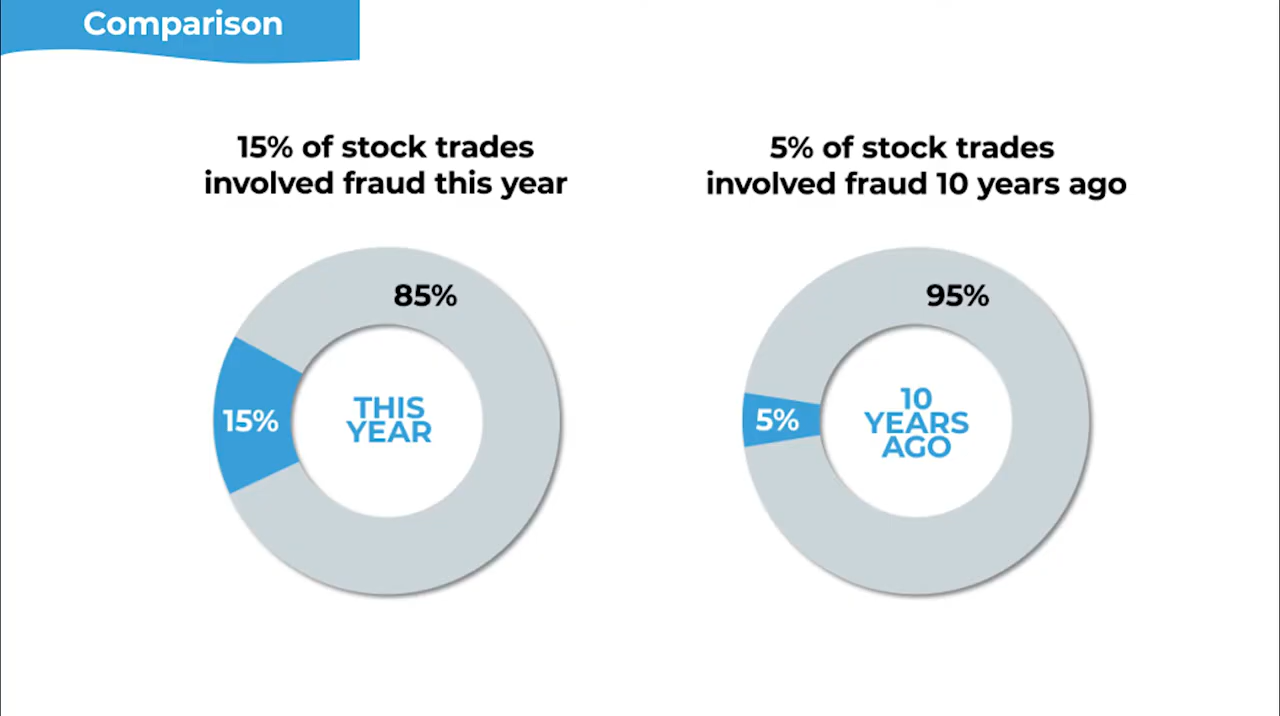 Comparison
15% of stock trades
involved fraud this year
5% of stock trades
involved fraud 10 years ago
85%
15%
THIS
YEAR
95%
5%
10
YEARS
AGO